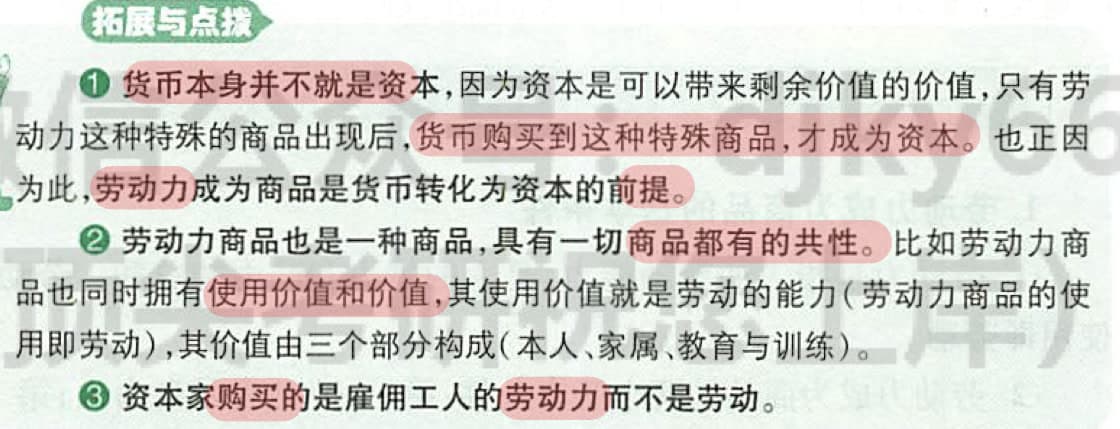 拓展与点拨
❶ 货币本身并不就是资本,因为资本是可以带来剩余价值的价值,只有劳
动力这种特殊的商品出现后,货币购买到这种特殊商品,才成为资本。也正因
为此,劳动力成为商品是货币转化为资本的前提。
❷ 劳动力商品也是一种商品,具有一切商品都有的共性。比如劳动力商
品也同时拥有使用价值和价值,其使用价值就是劳动的能力(劳动力商品的使
用即劳动),其价值由三个部分构成(本人、家属、教育与训练)。
❸ 资本家购买的是雇佣工人的劳动力而不是劳动。